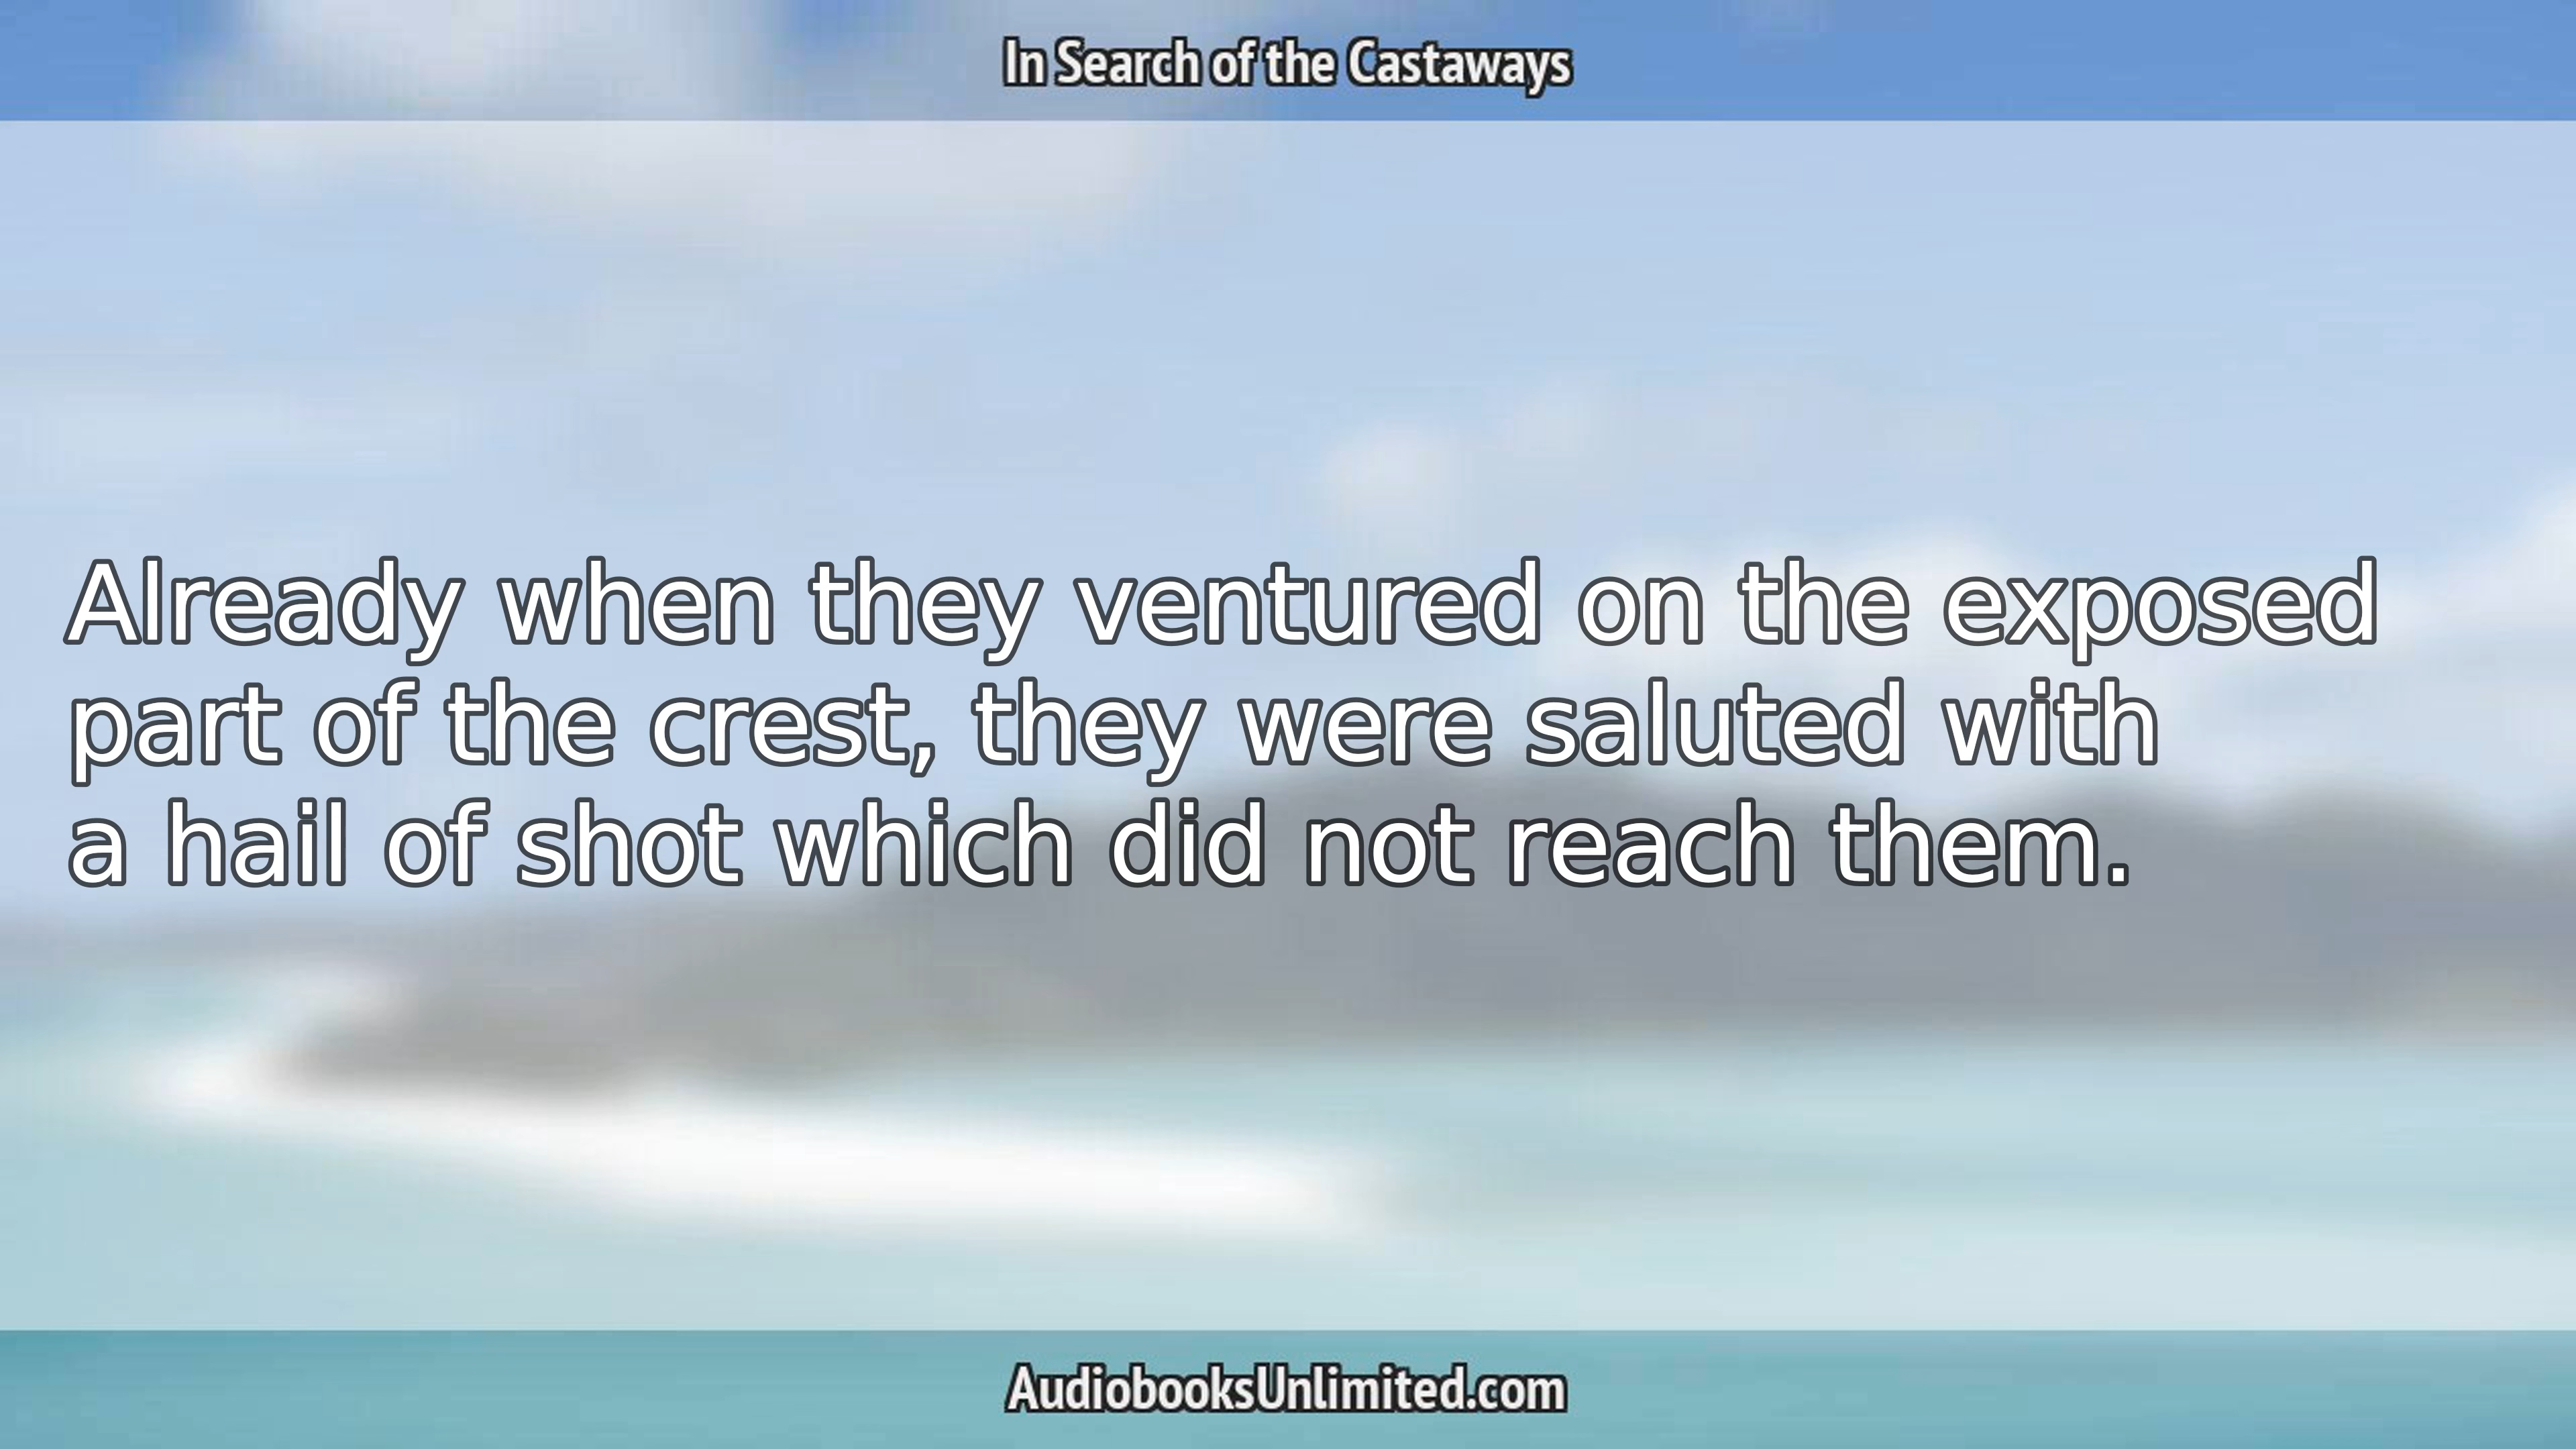 In Search of the Castaways
Already when they ventured on the exposed
part of the crest, they were saluted with
a hail of shot which did not reach them.
AudiobooksUnlimited.com